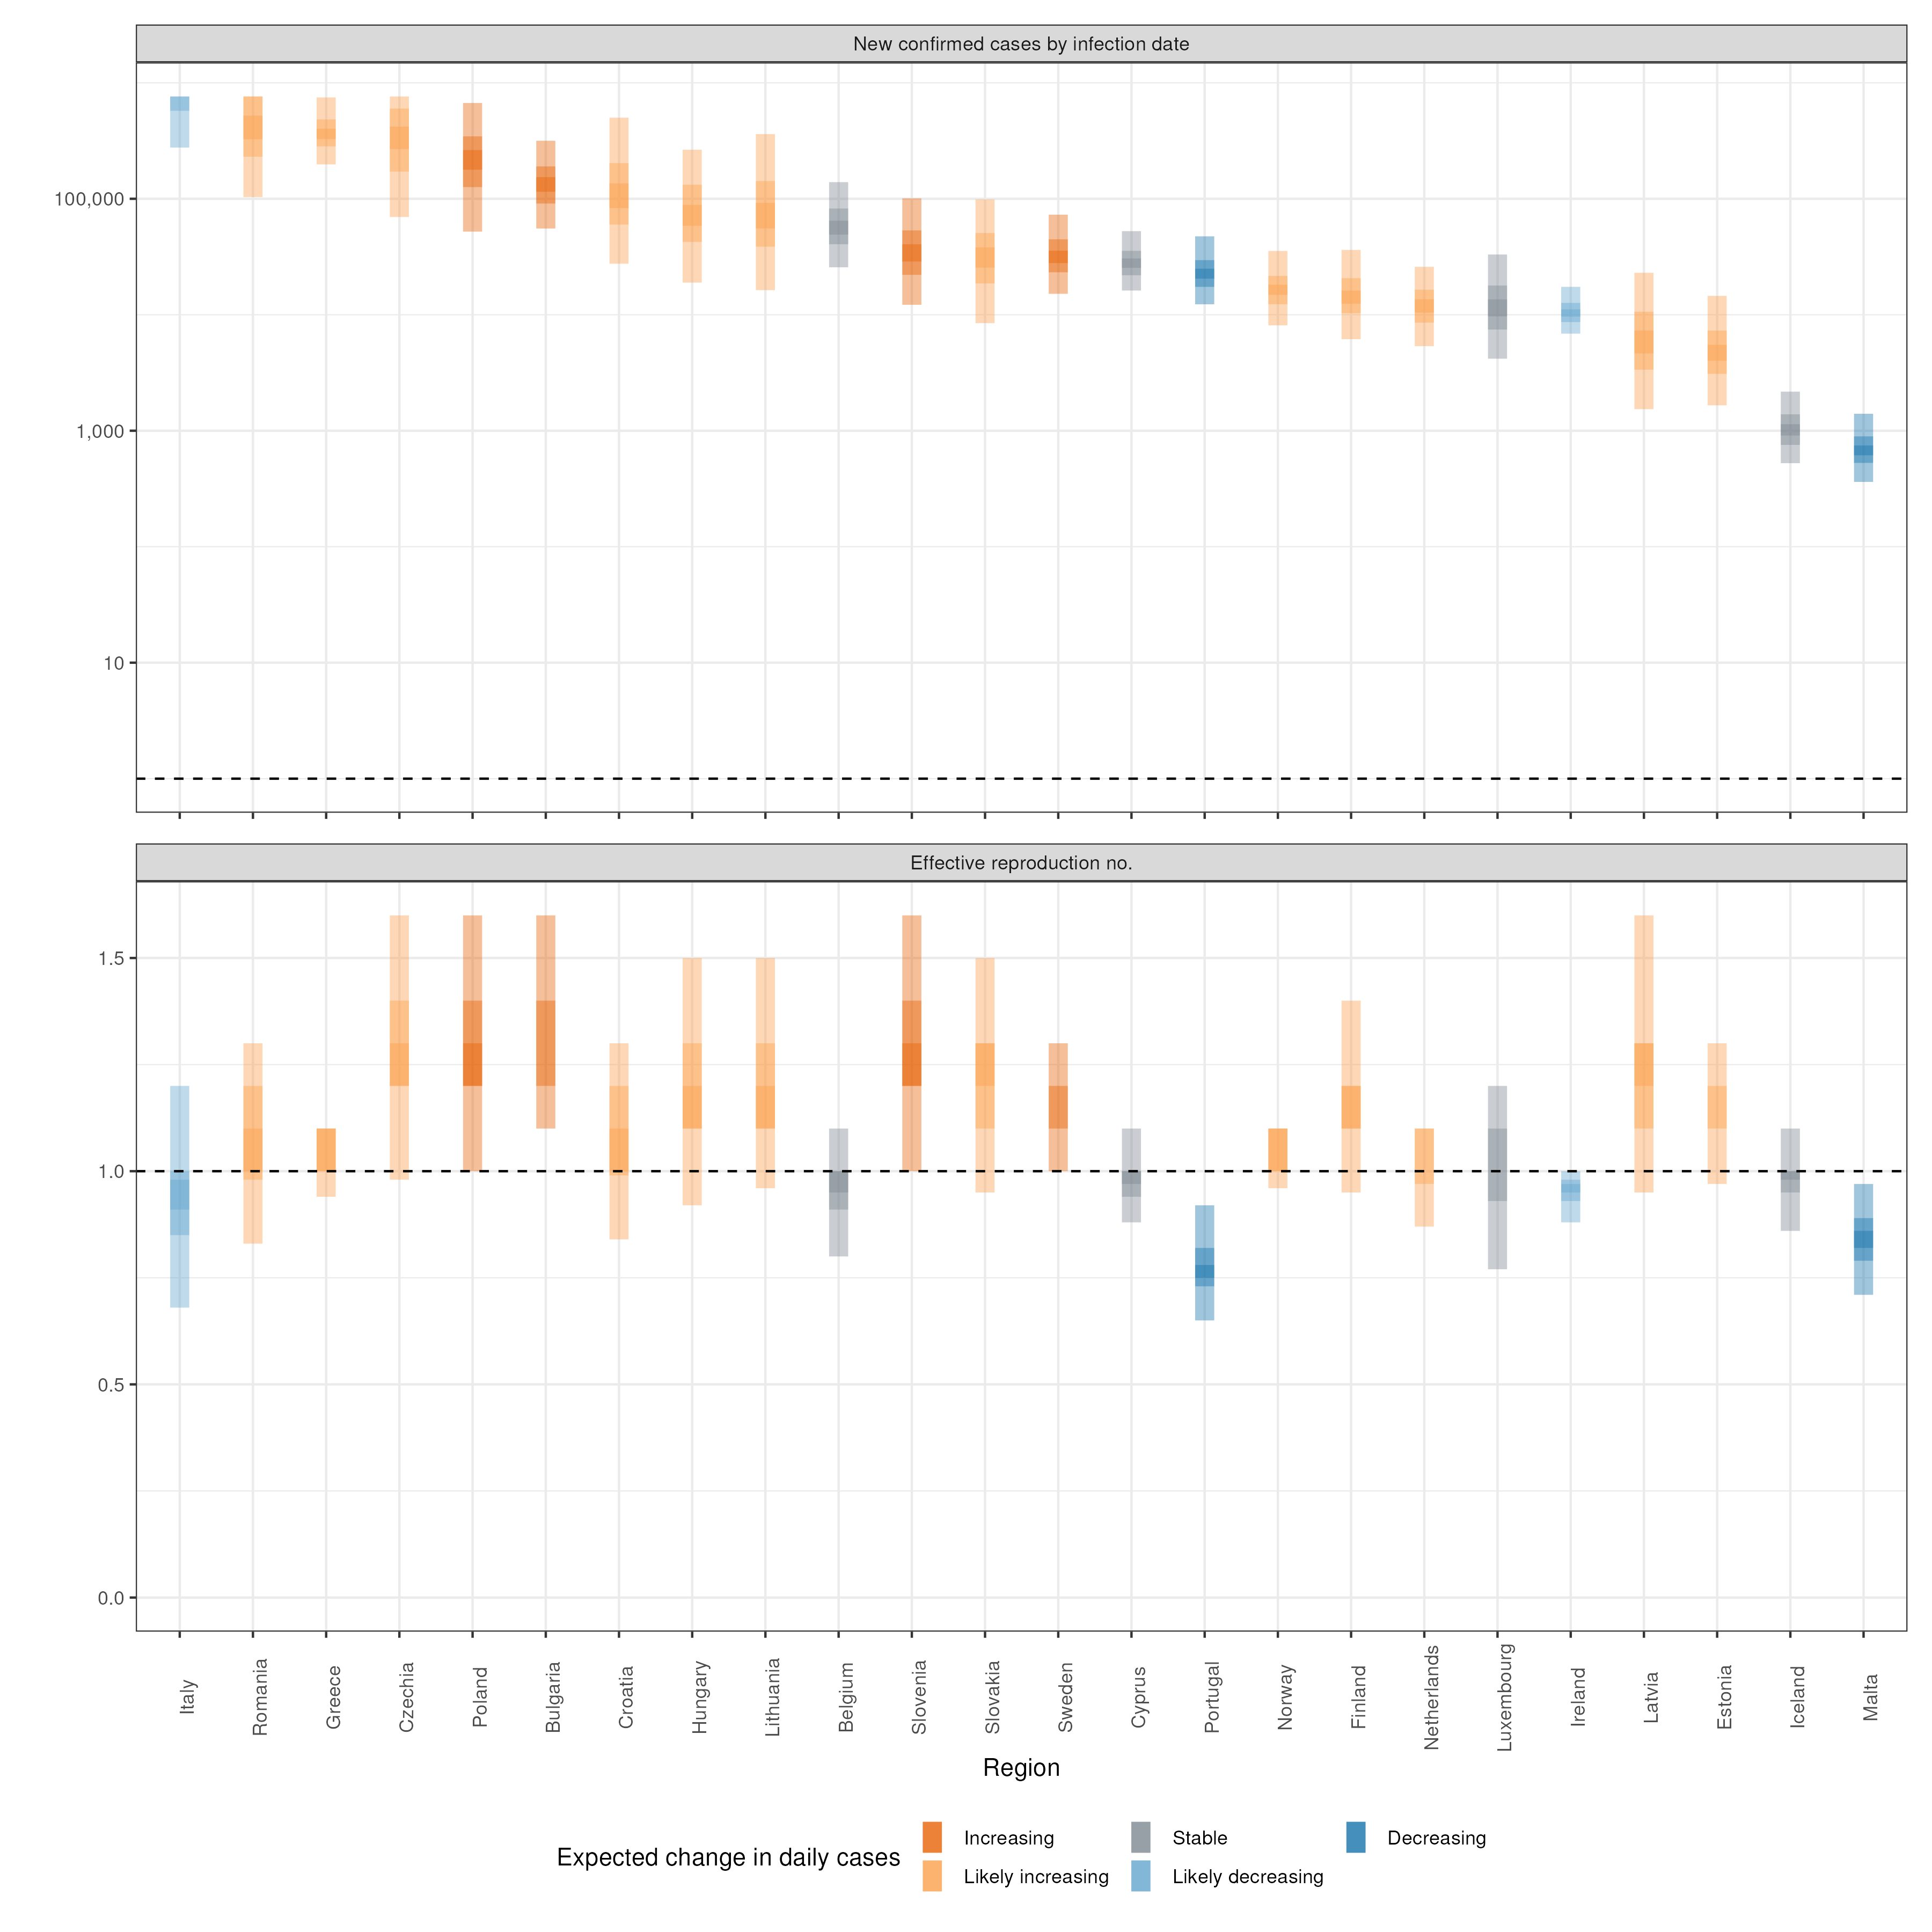 New confirmed cases by infection date
100,000
1,000
10
Effective reproduction no.
1.5
1.0
0.5
0.0
Italy
Romania
Greece
Czechia
Poland
Bulgaria
Croatia
Hungary
Lithuania
Belgium
Slovenia
Slovakia
Sweden
Cyprus
Portugal
Norway
Finland
Netherlands
Luxembourg
Ireland
Latvia
Estonia
Iceland
Malta
Region
Expected change in daily cases
Increasing
Likely increasing
Stable
Likely decreasing
Decreasing